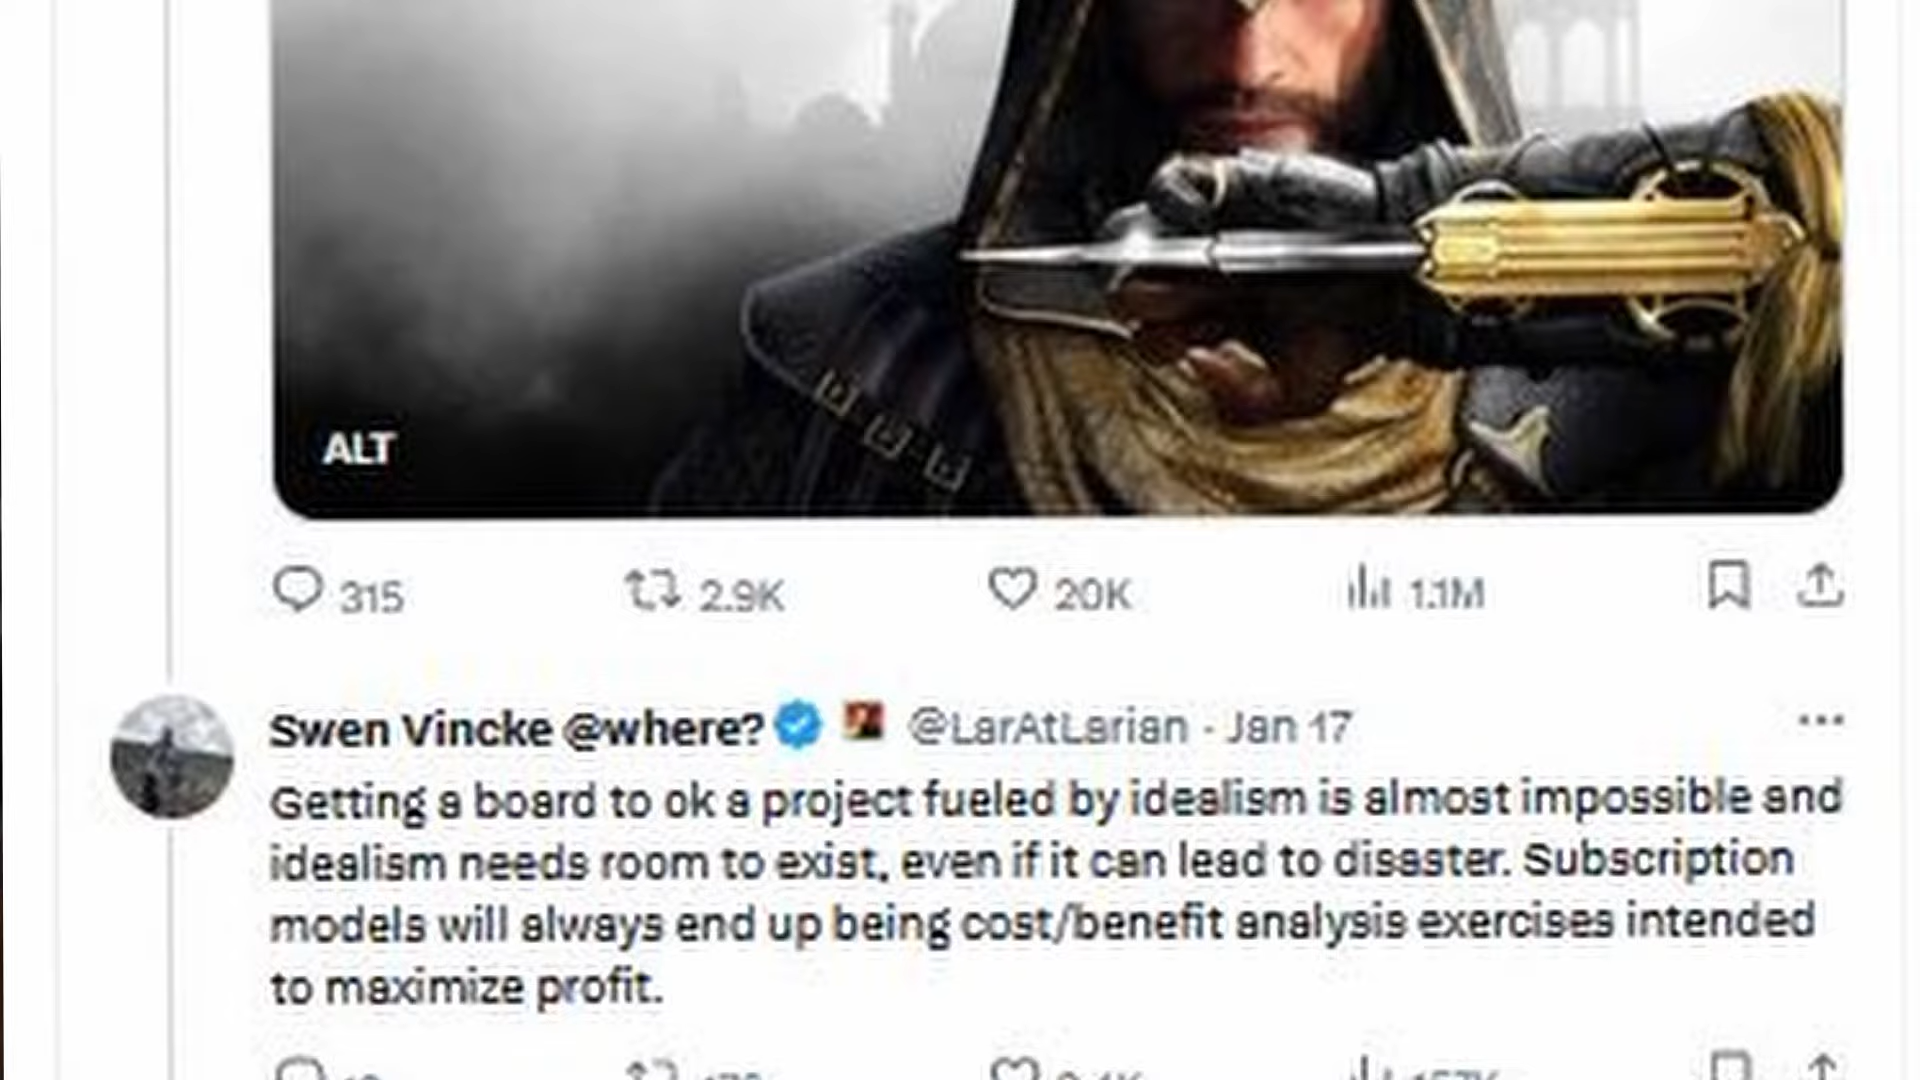 ALT
315 2.9K 20K 1.1M
Swen Vincke @where? @LarAtLarian · Jan 17
Getting a board to ok a project fueled by idealism is almost impossible and
idealism needs room to exist, even if it can lead to disaster. Subscription
models will always end up being cost/benefit analysis exercises intended
to maximize profit.